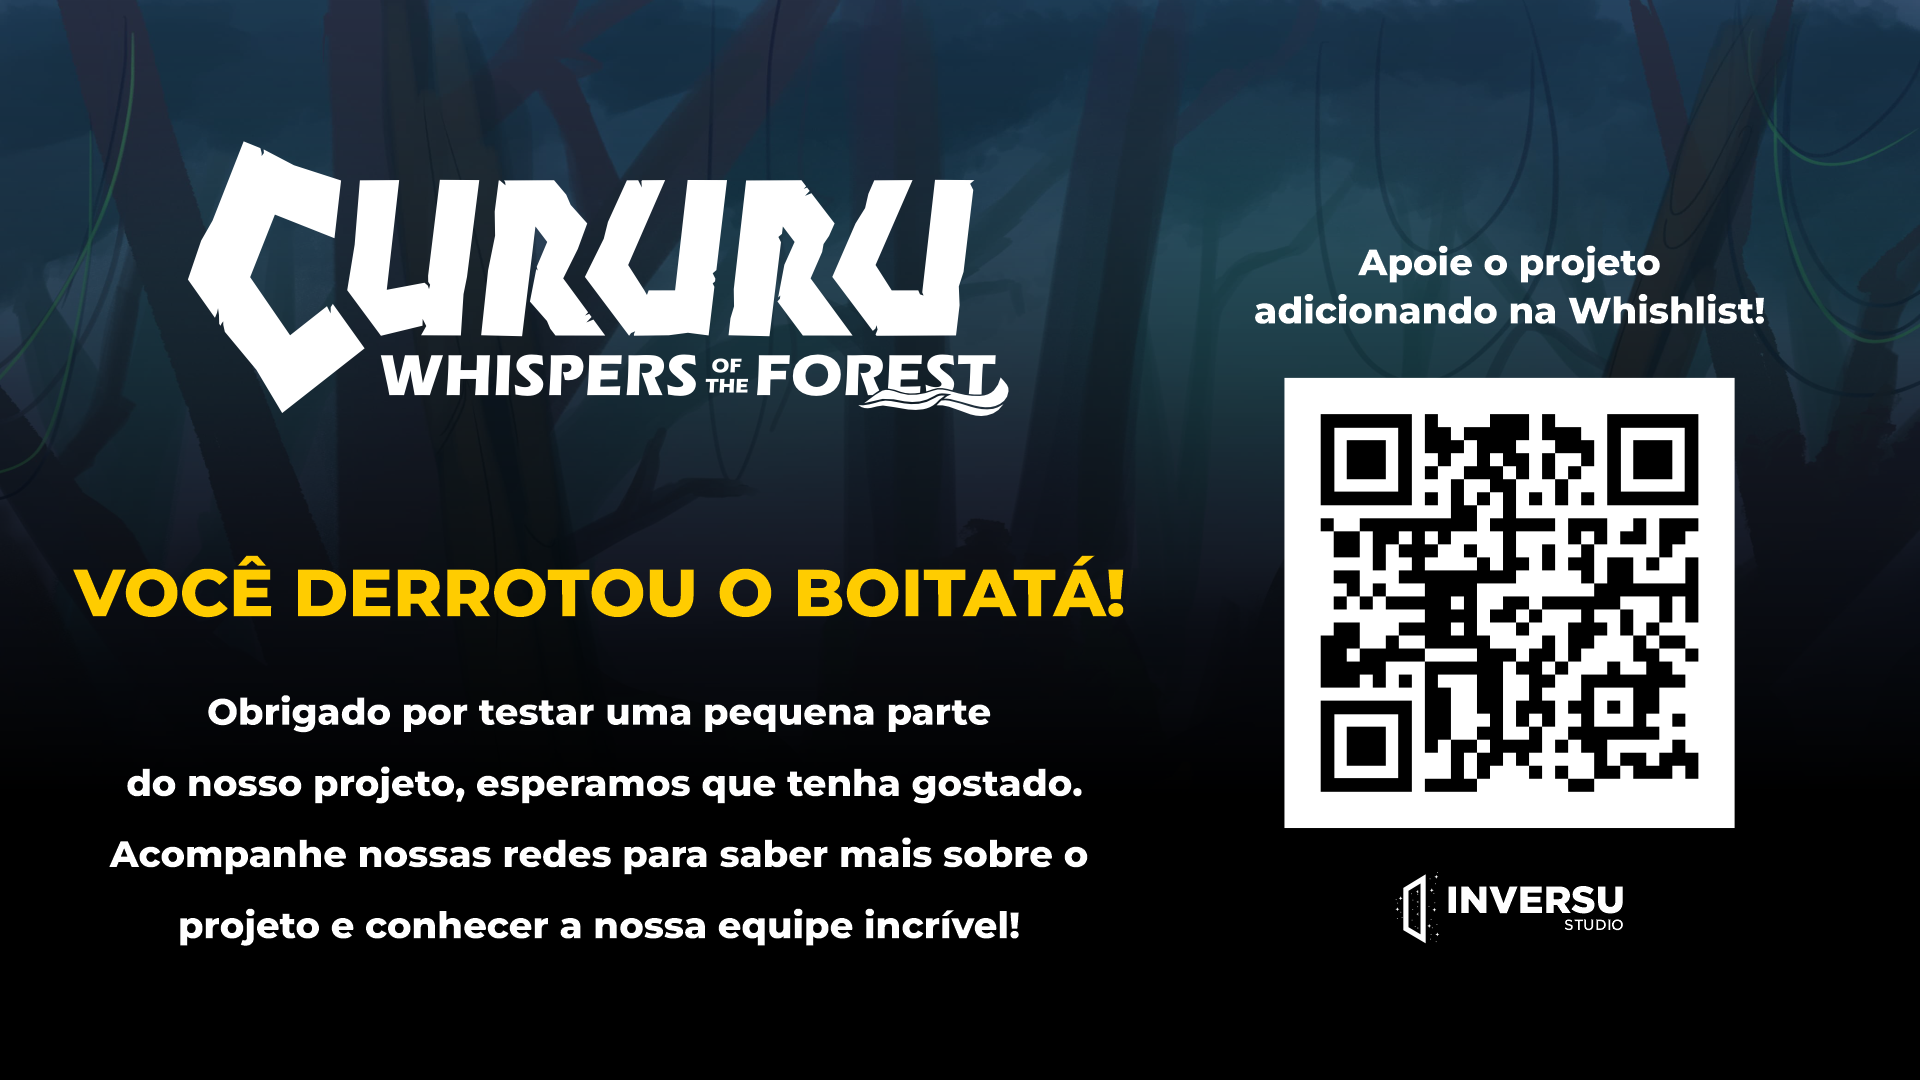 CURURU
WHISPERS OF THE FOREST
VOCÊ DERROTOU O BOITATÁ!
Obrigado por testar uma pequena parte
do nosso projeto, esperamos que tenha gostado.
Acompanhe nossas redes para saber mais sobre o
projeto e conhecer a nossa equipe incrível!
Apoie o projeto
adicionando na Whishlist!
INVERSU
STUDIO